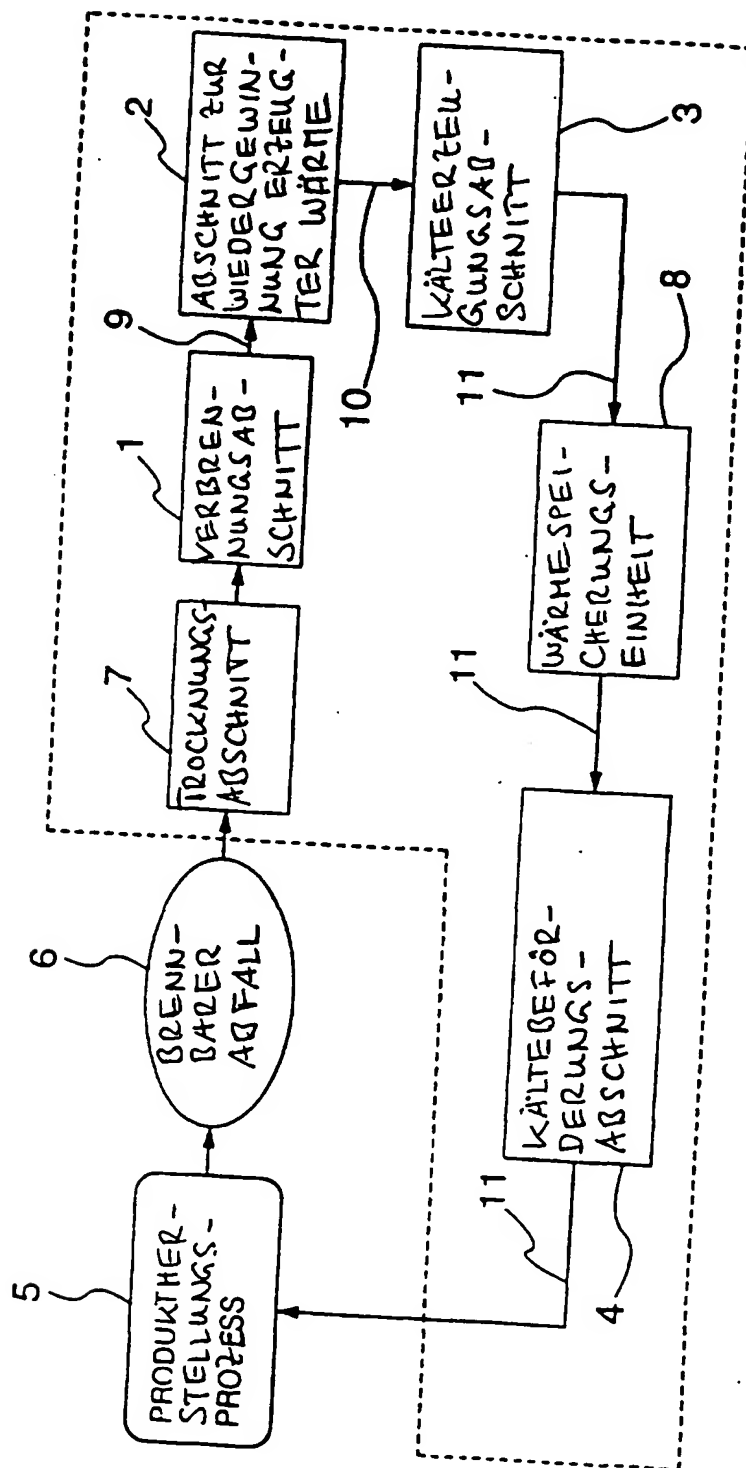 5
PRODUKTHER-
STELLUNGS-
PROZESS
6
BRENN-
BARER
ABFALL
7
TROCKNUNGS-
ABSCHNITT
1
VERBREN-
NUNGSAB-
SCHNITT
9
2
ABSCHNITT ZUR
WIEDERGEWIN-
NUNG ERZEUG-
TER WÄRME
10
KÄLTEERZEU-
GUNGSAB-
SCHNITT
3
11
WÄRMESPEI-
CHERUNGS-
EINHEIT
8
11
KÄLTEBEFÖR-
DERUNGS-
ABSCHNITT
4
11